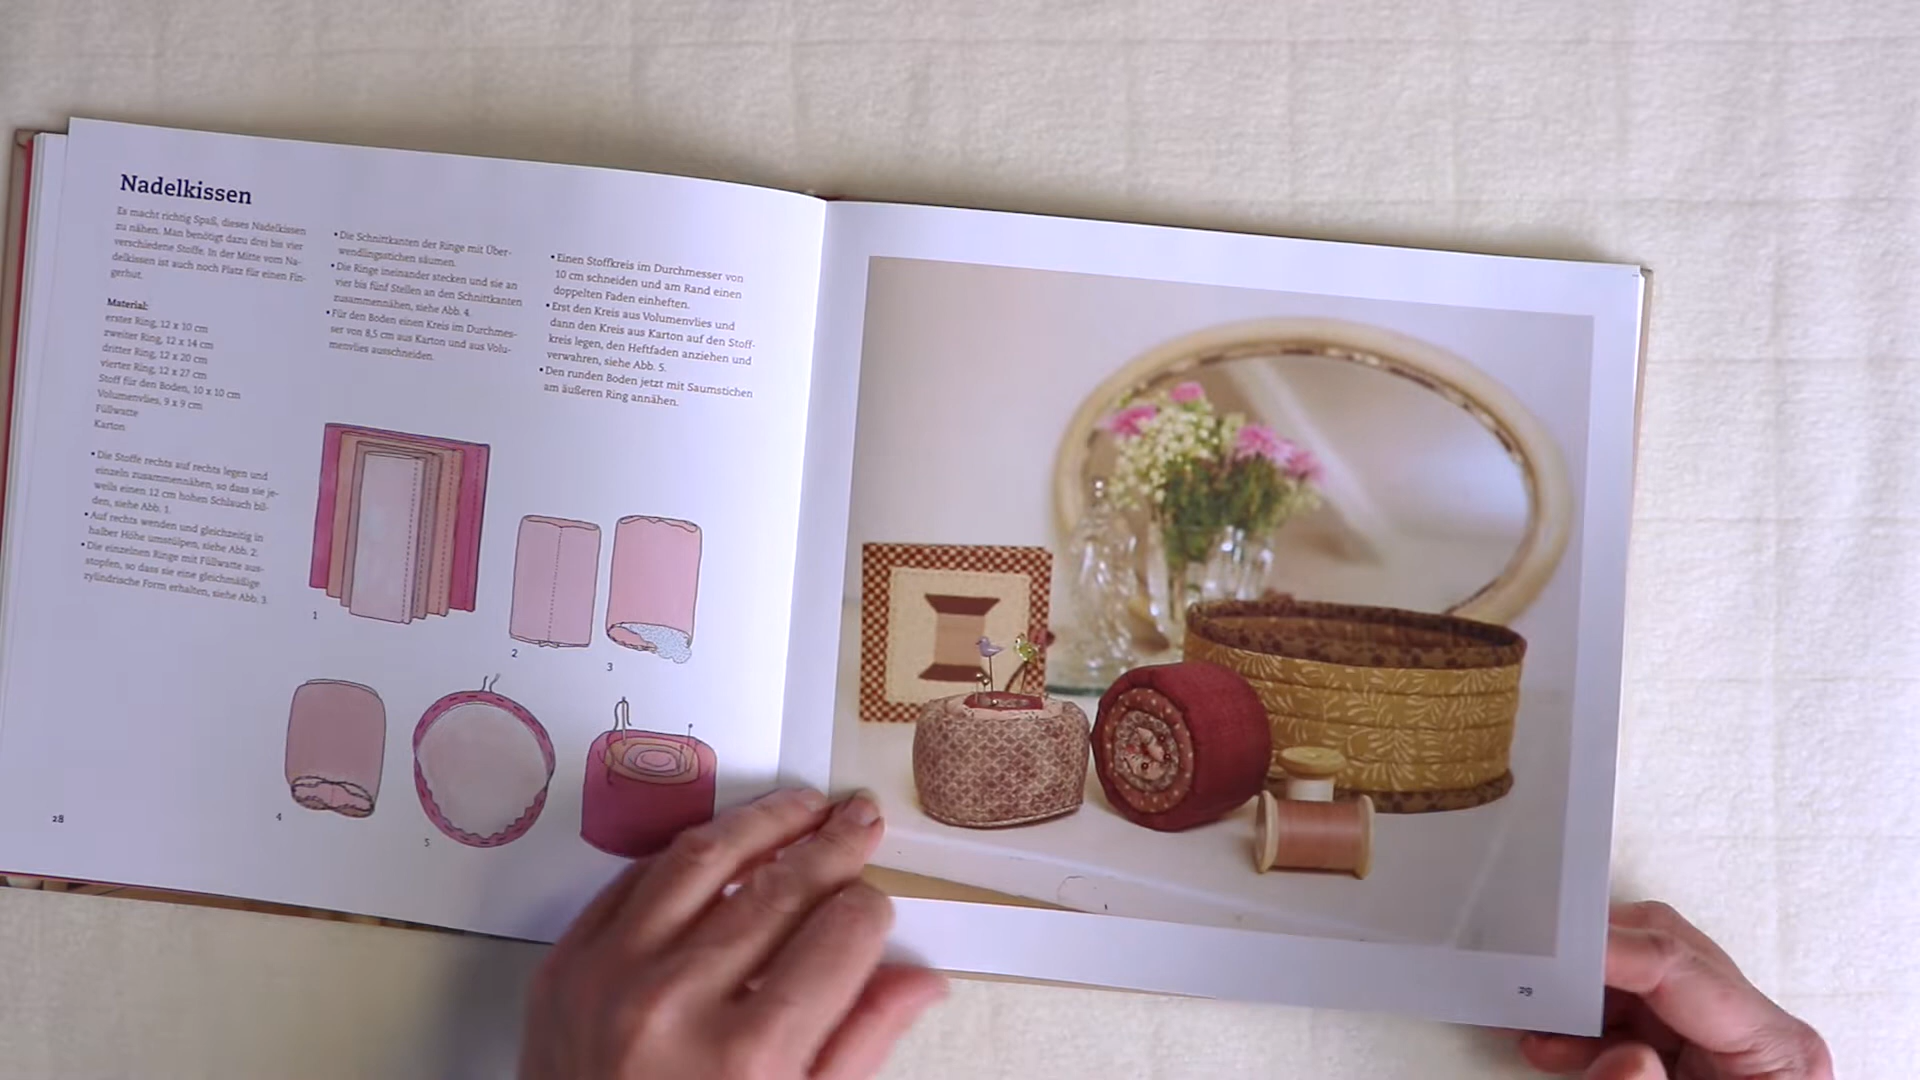 Nadelkissen
Es macht richtig Spaß, dieses Nadelkissen
zu nähen. Man benötigt dazu drei bis vier
verschiedene Stoffe. In der Mitte vom Na-
delkissen ist auch noch Platz für einen Fin-
gerhut.
Material:
erster Ring, 12 x 10 cm
zweiter Ring, 12 x 14 cm
dritter Ring, 12 x 20 cm
vierter Ring, 12 x 27 cm
Stoff für den Boden, 10 x 10 cm
Volumenvlies, 9 x 9 cm
Füllwatte
Karton
• Die Stoffe rechts auf rechts legen und
einzeln zusammennähen, so dass sie je-
weils einen 12 cm hohen Schlauch bil-
den, siehe Abb. 1.
• Auf rechts wenden und gleichzeitig in
halber Höhe umstülpen, siehe Abb. 2.
• Die einzelnen Ringe mit Füllwatte aus-
stopfen, so dass sie eine gleichmäßige
zylindrische Form erhalten, siehe Abb. 3.
• Die Schnittkanten der Ringe mit Über-
wendlingsstichen säumen.
• Die Ringe ineinander stecken und sie an
vier bis fünf Stellen an den Schnittkanten
zusammennähen, siehe Abb. 4.
• Für den Boden einen Kreis im Durchmes-
ser von 8,5 cm aus Karton und aus Volu-
menvlies ausschneiden.
• Einen Stoffkreis im Durchmesser von
10 cm schneiden und am Rand einen
doppelten Faden einheften.
• Erst den Kreis aus Volumenvlies und
dann den Kreis aus Karton auf den Stoff-
kreis legen, den Heftfaden anziehen und
verwahren, siehe Abb. 5.
• Den runden Boden jetzt mit Saumstichen
am äußeren Ring annähen.
1
2
3
4
5
28
29